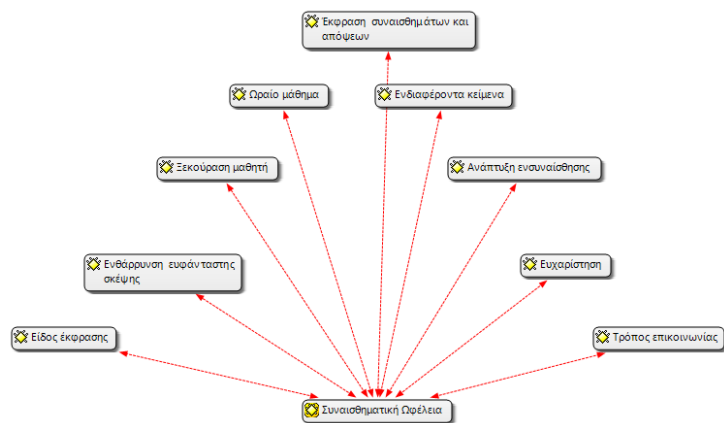 Έκφραση συναισθημάτων και
απόψεων
Ωραίο μάθημα
Ενδιαφέροντα κείμενα
Ξεκούραση μαθητή
Ανάπτυξη ενσυναίσθησης
Ενθάρρυνση ευφάνταστης
σκέψης
Ευχαρίστηση
Είδος έκφρασης
Τρόπος επικοινωνίας
Συναισθηματική Ωφέλεια